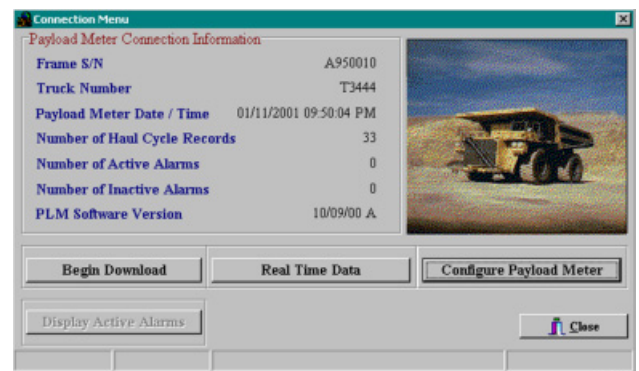 Connection Menu
Payload Meter Connection Information
Frame S/N A950010
Truck Number T3444
Payload Meter Date / Time 01/11/2001 09:50:04 PM
Number of Haul Cycle Records 33
Number of Active Alarms 0
Number of Inactive Alarms 0
PLM Software Version 10/09/00 A
Begin Download Real Time Data Configure Payload Meter
Display Active Alarms Close